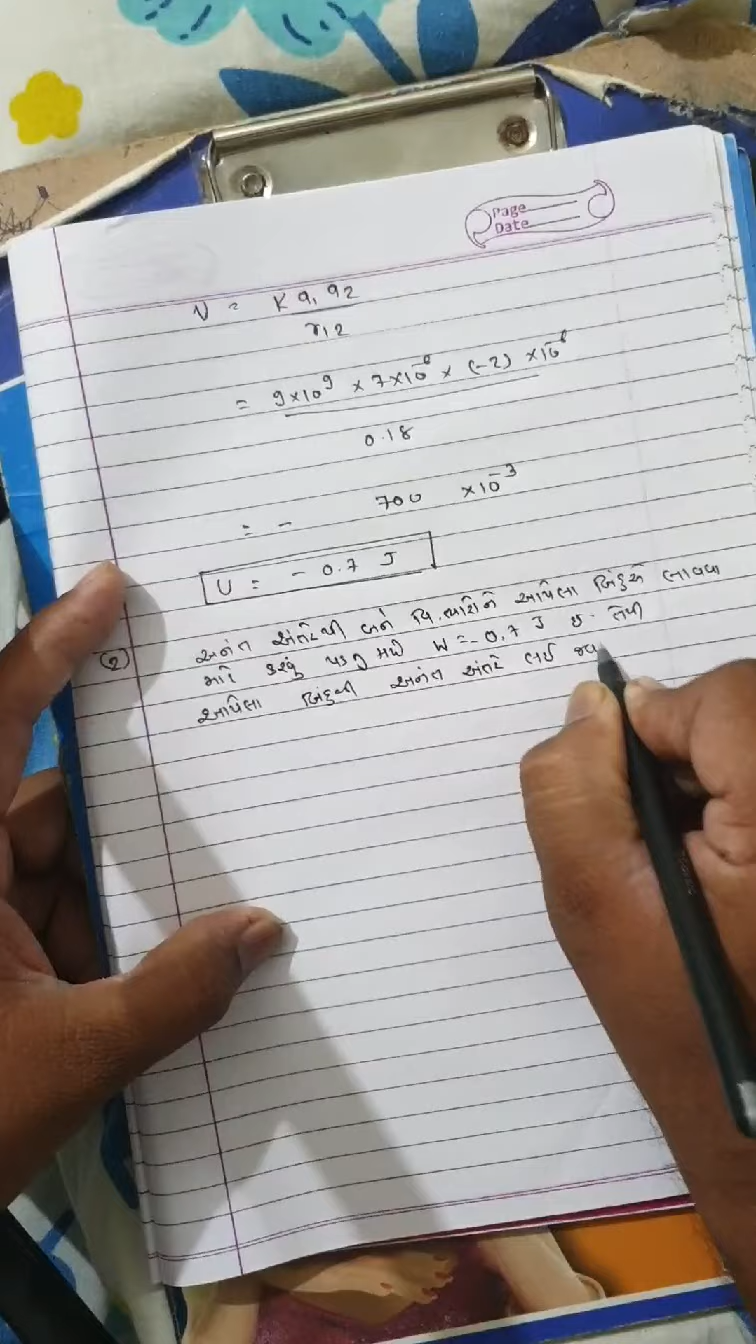 Page
Date
U = K q₁ q₂
r₁₂
= 9×10⁹ × 7×10⁻⁶ × (-2) ×10⁻⁶
0.18
= - 700 ×10⁻³
U = - 0.7 J
(2) અનંત અંતરેથી બંને વિ.ભારોને આપેલા બિંદુએ લાવવા
માટે કરવું પડતુ કાર્ય W = - 0.7 J છે. તેથી
આપેલા બિંદુથી અનંત અંતરે લઈ જવ